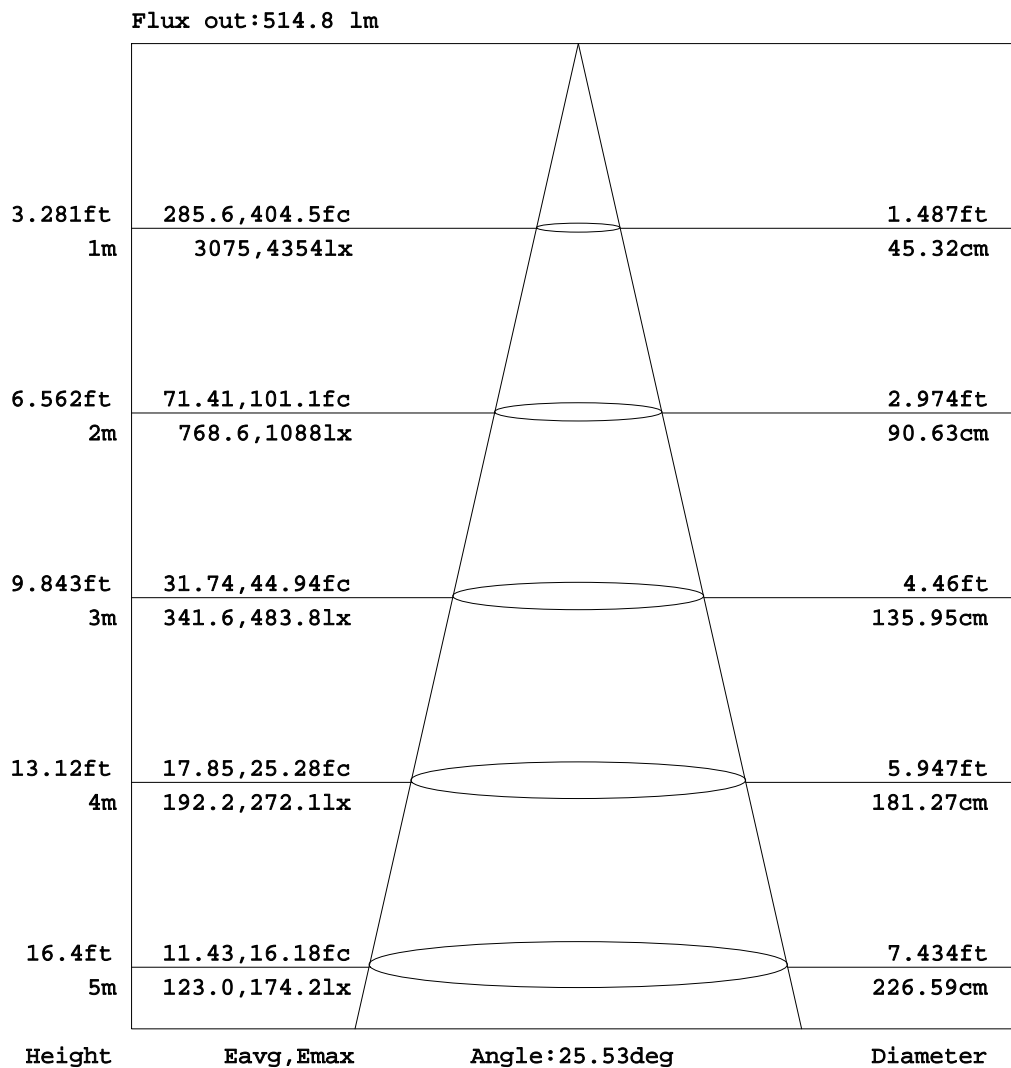 Flux out:514.8 lm
3.281ft 285.6,404.5fc 1.487ft
1m 3075,4354lx 45.32cm
6.562ft 71.41,101.1fc 2.974ft
2m 768.6,1088lx 90.63cm
9.843ft 31.74,44.94fc 4.46ft
3m 341.6,483.8lx 135.95cm
13.12ft 17.85,25.28fc 5.947ft
4m 192.2,272.1lx 181.27cm
16.4ft 11.43,16.18fc 7.434ft
5m 123.0,174.2lx 226.59cm
Height Eavg,Emax Angle:25.53deg Diameter